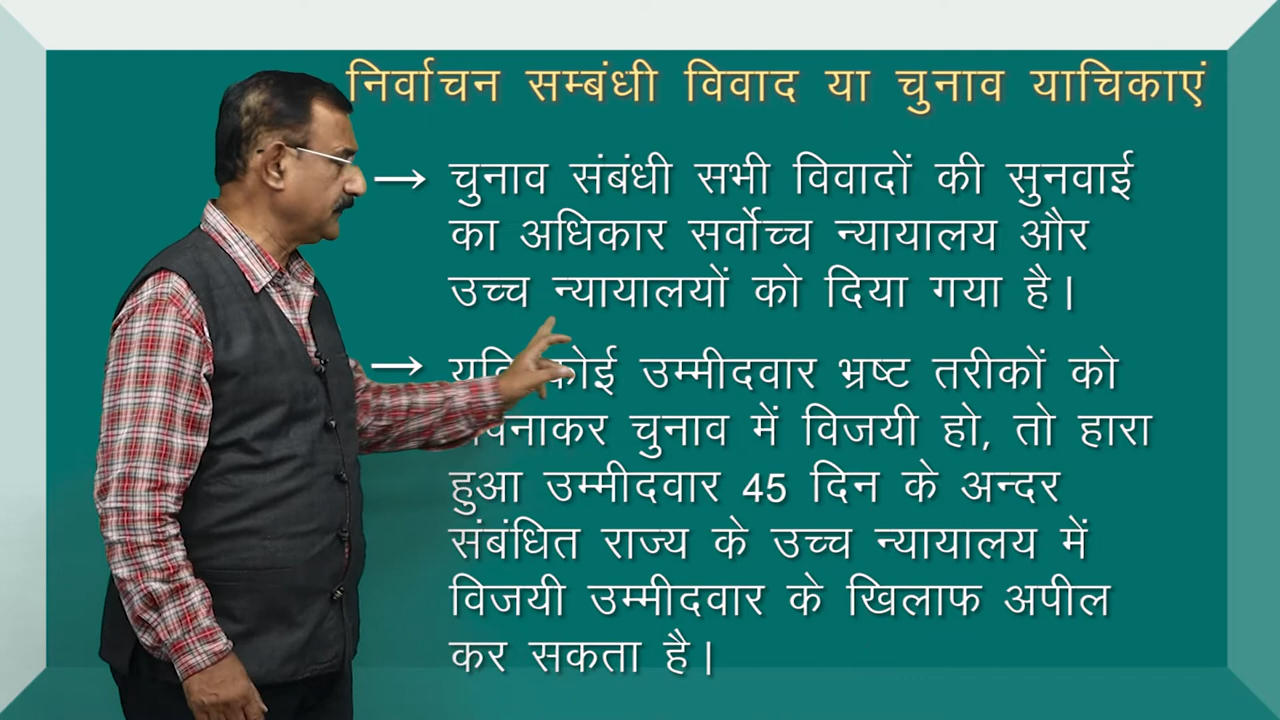 निर्वाचन सम्बंधी विवाद या चुनाव याचिकाएं
→ चुनाव संबंधी सभी विवादों की सुनवाई
का अधिकार सर्वोच्च न्यायालय और
उच्च न्यायालयों को दिया गया है।
→ कोई उम्मीदवार भ्रष्ट तरीकों को
चुनाव में विजयी हो, तो हारा
हुआ उम्मीदवार 45 दिन के अन्दर
संबंधित राज्य के उच्च न्यायालय में
विजयी उम्मीदवार के खिलाफ अपील
कर सकता है।